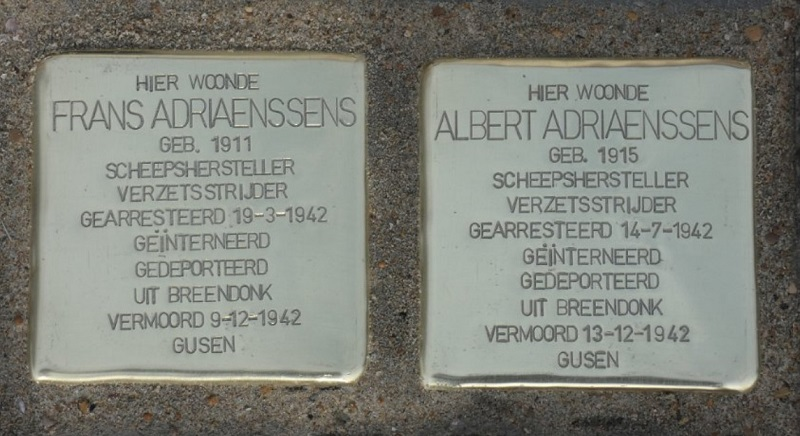 HIER WOONDE
FRANS ADRIAENSSENS
GEB. 1911
SCHEEPSHERSTELLER
VERZETSSTRIJDER
GEARRESTEERD 19-3-1942
GEÏNTERNEERD
GEDEPORTEERD
UIT BREENDONK
VERMOORD 9-12-1942
GUSEN
HIER WOONDE
ALBERT ADRIAENSSENS
GEB. 1915
SCHEEPSHERSTELLER
VERZETSSTRIJDER
GEARRESTEERD 14-7-1942
GEÏNTERNEERD
GEDEPORTEERD
UIT BREENDONK
VERMOORD 13-12-1942
GUSEN